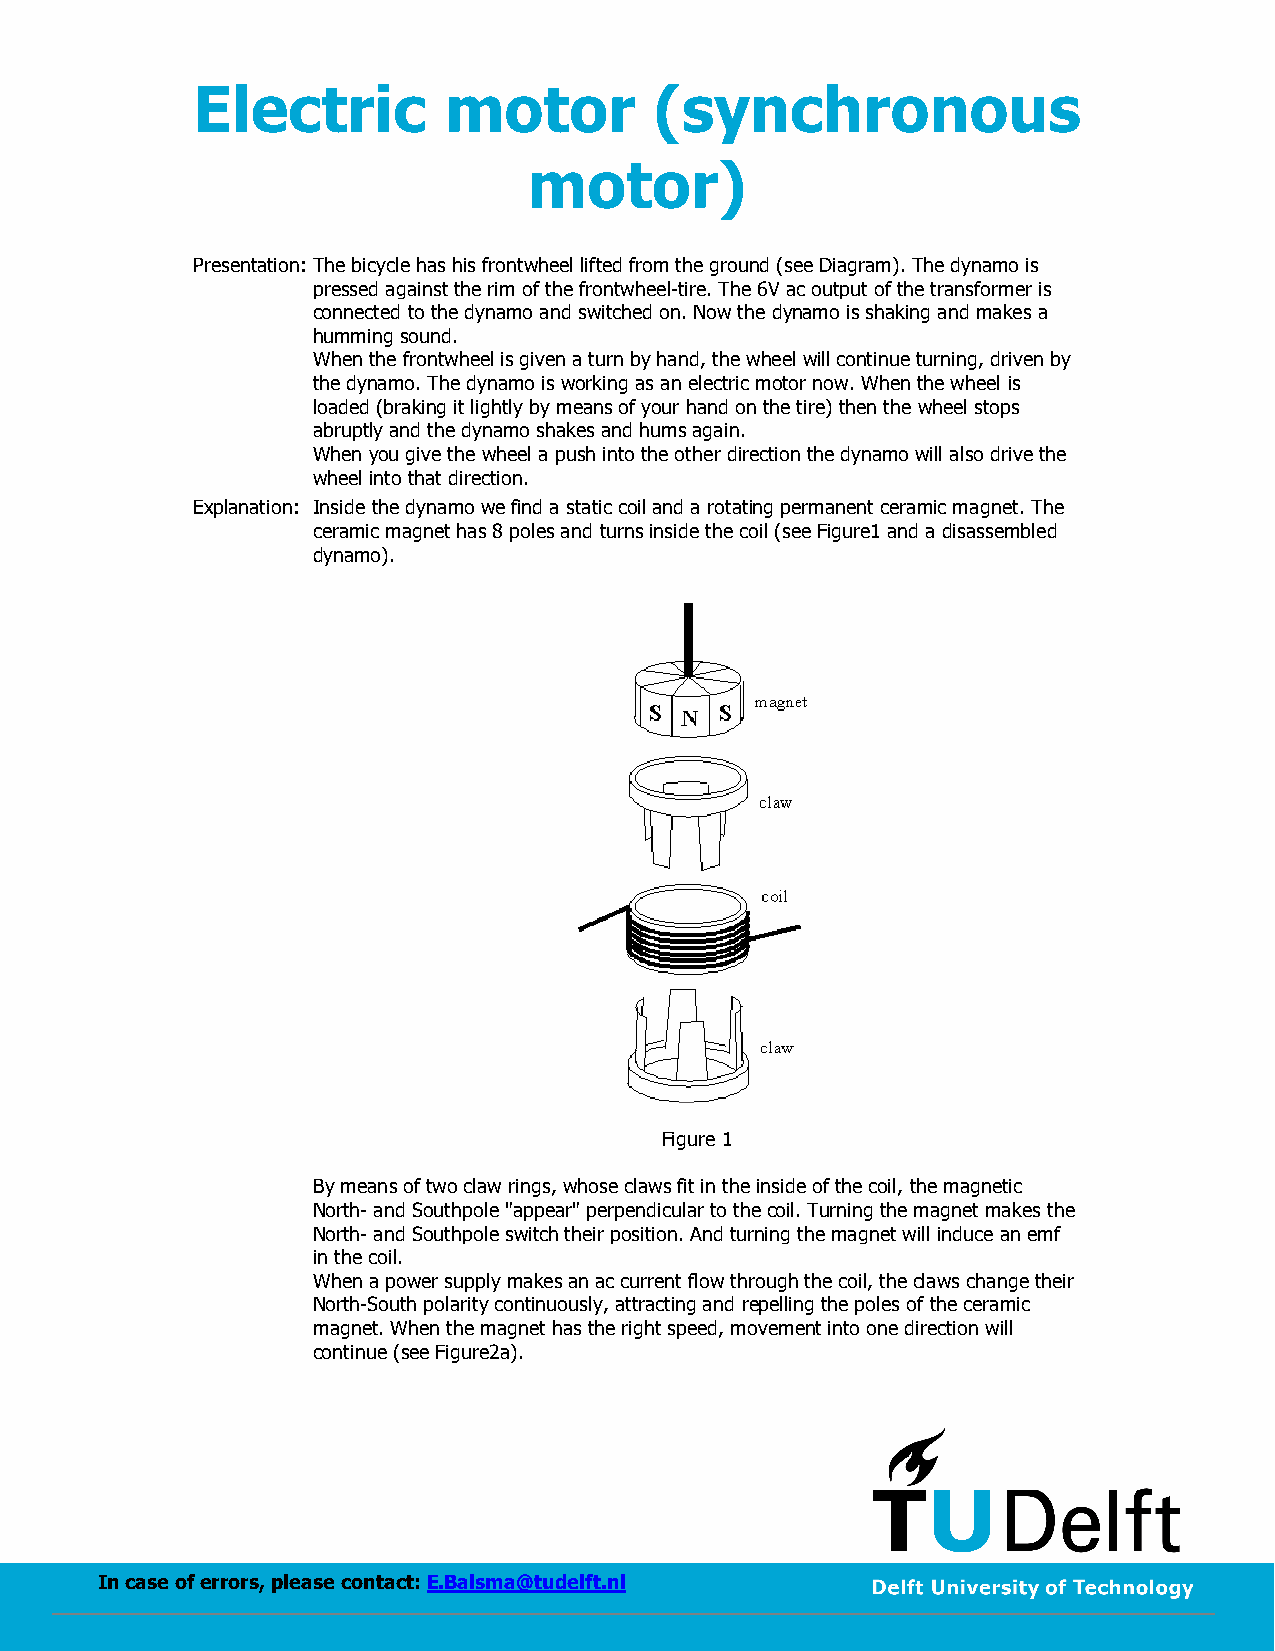 Electric motor (synchronous
motor)
Presentation: The bicycle has his frontwheel lifted from the ground (see Diagram). The dynamo is
pressed against the rim of the frontwheel-tire. The 6V ac output of the transformer is
connected to the dynamo and switched on. Now the dynamo is shaking and makes a
humming sound.
When the frontwheel is given a turn by hand, the wheel will continue turning, driven by
the dynamo. The dynamo is working as an electric motor now. When the wheel is
loaded (braking it lightly by means of your hand on the tire) then the wheel stops
abruptly and the dynamo shakes and hums again.
When you give the wheel a push into the other direction the dynamo will also drive the
wheel into that direction.
Explanation: Inside the dynamo we find a static coil and a rotating permanent ceramic magnet. The
ceramic magnet has 8 poles and turns inside the coil (see Figure1 and a disassembled
dynamo).
magnet
S N S
claw
coil
claw
Figure 1
By means of two claw rings, whose claws fit in the inside of the coil, the magnetic
North- and Southpole "appear" perpendicular to the coil. Turning the magnet makes the
North- and Southpole switch their position. And turning the magnet will induce an emf
in the coil.
When a power supply makes an ac current flow through the coil, the claws change their
North-South polarity continuously, attracting and repelling the poles of the ceramic
magnet. When the magnet has the right speed, movement into one direction will
continue (see Figure2a).
TUDelft
In case of errors, please contact: E.Balsma@tudelft.nl
Delft University of Technology